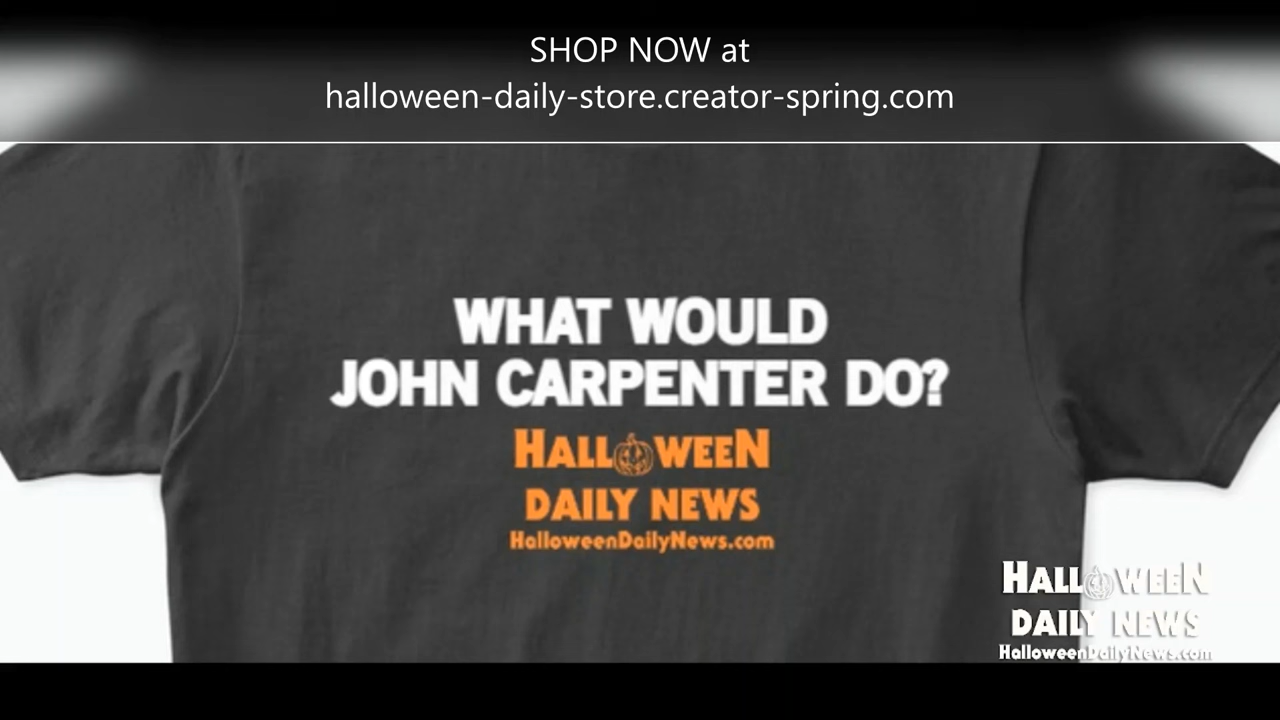 SHOP NOW at
halloween-daily-store.creator-spring.com
WHAT WOULD
JOHN CARPENTER DO?
HALLOWEEN
DAILY NEWS
HalloweenDailyNews.com
HALLOWEEN
DAILY NEWS
HalloweenDailyNews.com